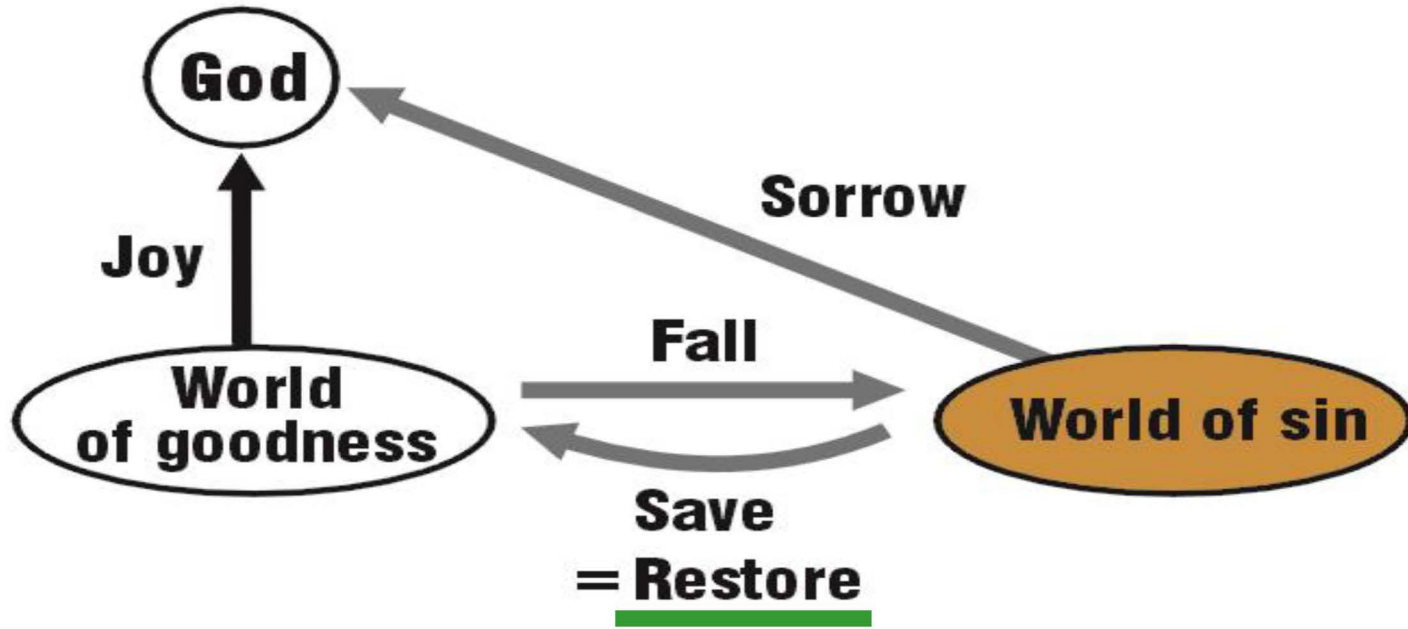 God
Sorrow
Joy
Fall
World
of goodness
World of sin
Save
= Restore